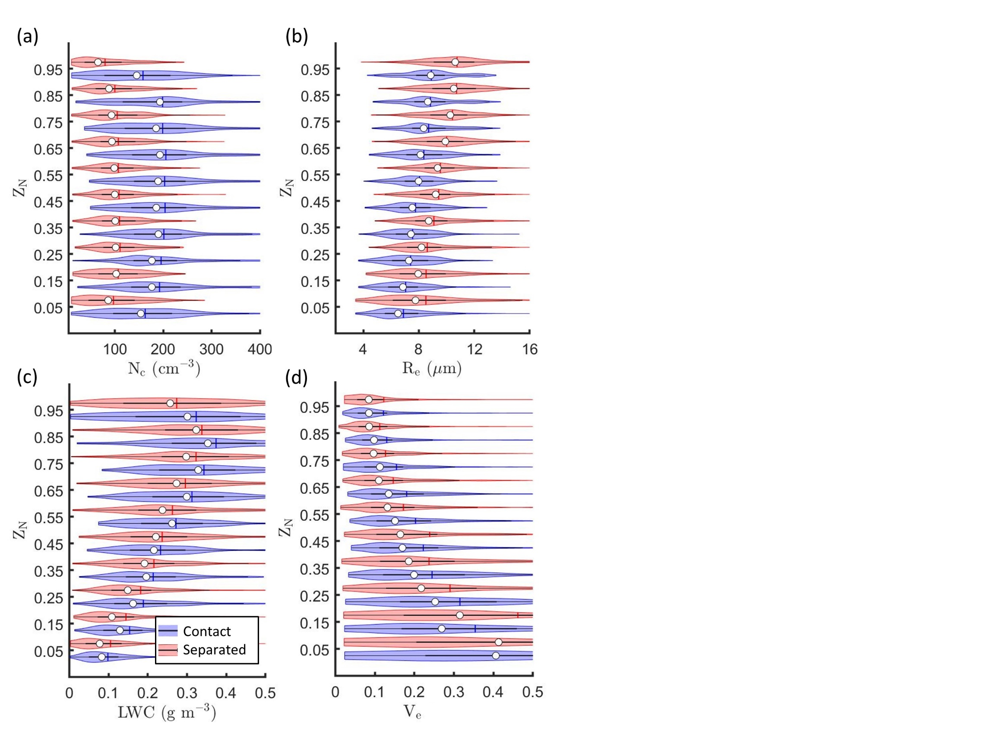 (a)
0.95
0.85
0.75
0.65
0.55
0.45
0.35
0.25
0.15
0.05
Z_N
100 200 300 400
N_c (cm⁻³)
(b)
0.95
0.85
0.75
0.65
0.55
0.45
0.35
0.25
0.15
0.05
Z_N
4 8 12 16
R_e (μm)
(c)
0.95
0.85
0.75
0.65
0.55
0.45
0.35
0.25
0.15
0.05
Z_N
Contact
Separated
0 0.1 0.2 0.3 0.4 0.5
LWC (g m⁻³)
(d)
0.95
0.85
0.75
0.65
0.55
0.45
0.35
0.25
0.15
0.05
Z_N
0 0.1 0.2 0.3 0.4 0.5
V_e